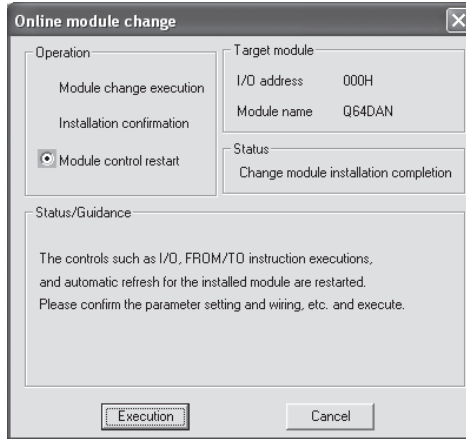 Online module change
Operation
Module change execution
Installation confirmation
Module control restart
Target module
I/O address 000H
Module name Q64DAN
Status
Change module installation completion
Status/Guidance
The controls such as I/O, FROM/TO instruction executions,
and automatic refresh for the installed module are restarted.
Please confirm the parameter setting and wiring, etc. and execute.
Execution Cancel